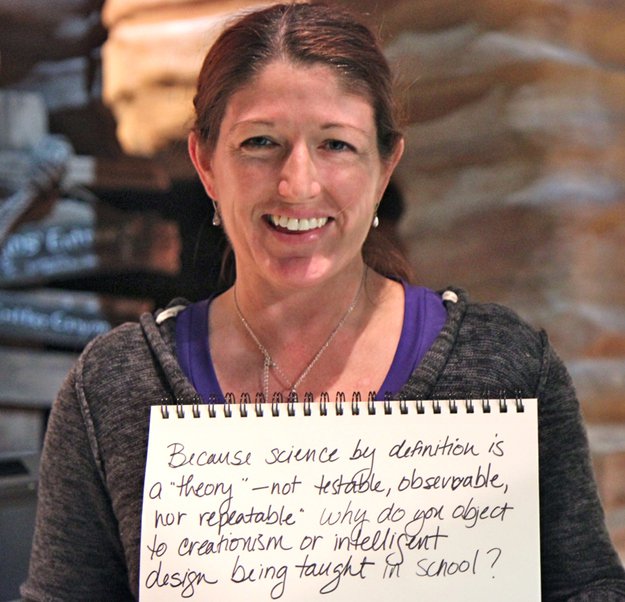 Because science by definition is
a "theory" – not testable, observable,
nor repeatable" why do you object
to creationism or intelligent
design being taught in school?